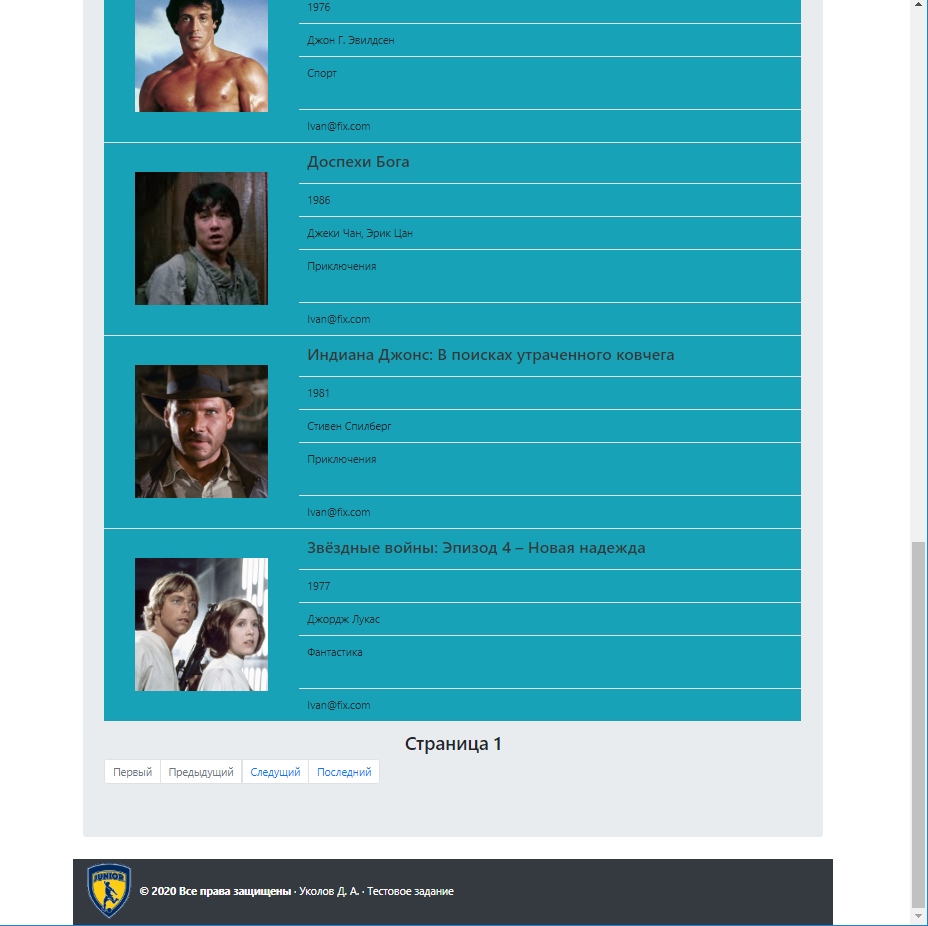 1976
Джон Г. Эвилдсен
Спорт
Ivan@fix.com
Доспехи Бога
1986
Джеки Чан, Эрик Цан
Приключения
Ivan@fix.com
Индиана Джонс: В поисках утраченного ковчега
1981
Стивен Спилберг
Приключения
Ivan@fix.com
Звёздные войны: Эпизод 4 – Новая надежда
1977
Джордж Лукас
Фантастика
Ivan@fix.com
Страница 1
Первый Предыдущий Следущий Последний
JUNIOR
© 2020 Все права защищены · Уколов Д. А. · Тестовое задание